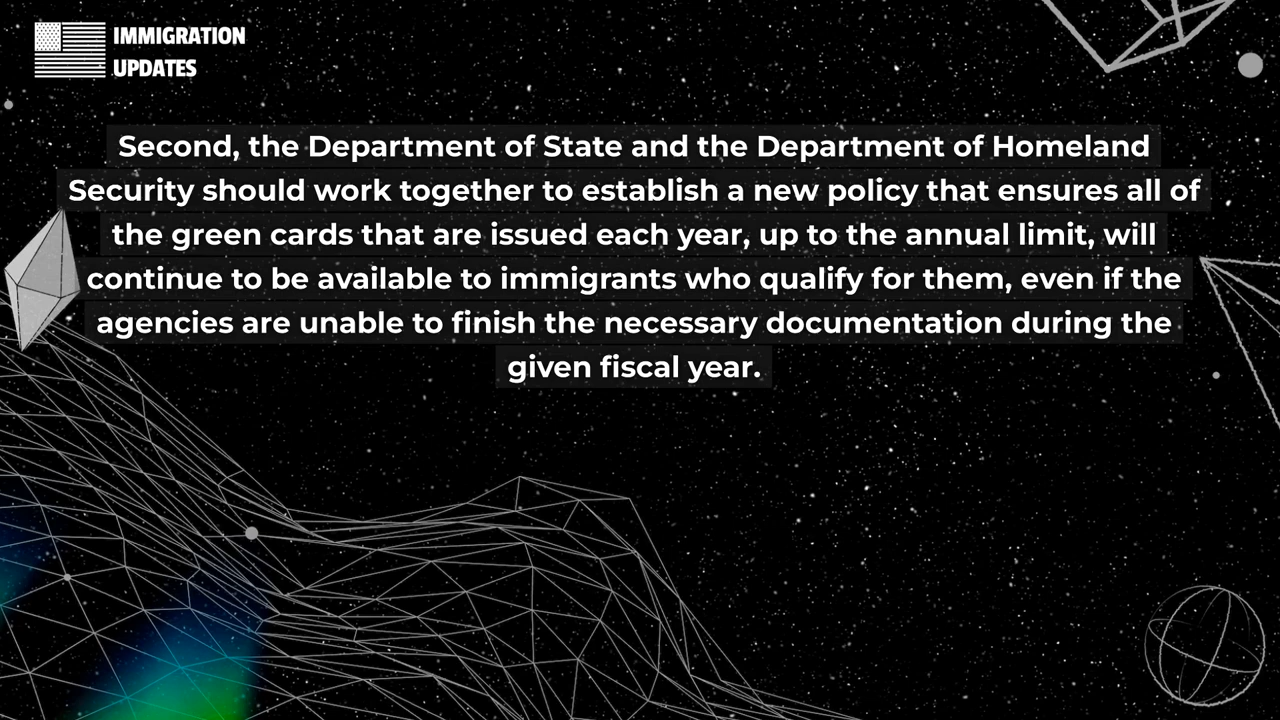 IMMIGRATION
UPDATES
Second, the Department of State and the Department of Homeland
Security should work together to establish a new policy that ensures all of
the green cards that are issued each year, up to the annual limit, will
continue to be available to immigrants who qualify for them, even if the
agencies are unable to finish the necessary documentation during the
given fiscal year.